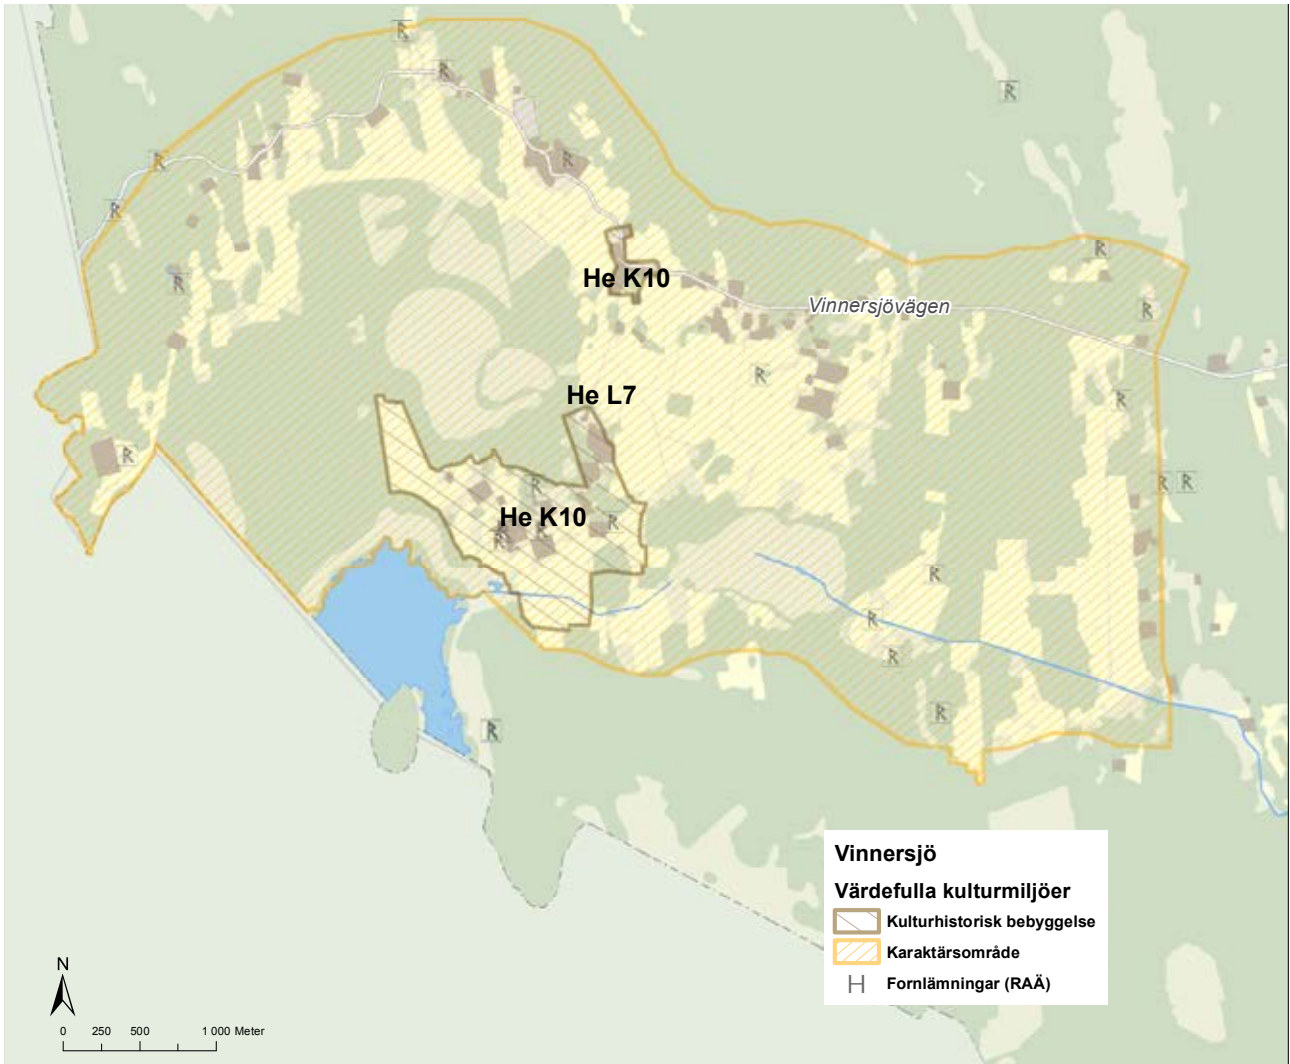 He K10
Vinnersjövägen
He L7
He K10
Vinnersjö
Värdefulla kulturmiljöer
Kulturhistorisk bebyggelse
Karaktärsområde
H Fornlämningar (RAÄ)
N
0 250 500 1 000 Meter